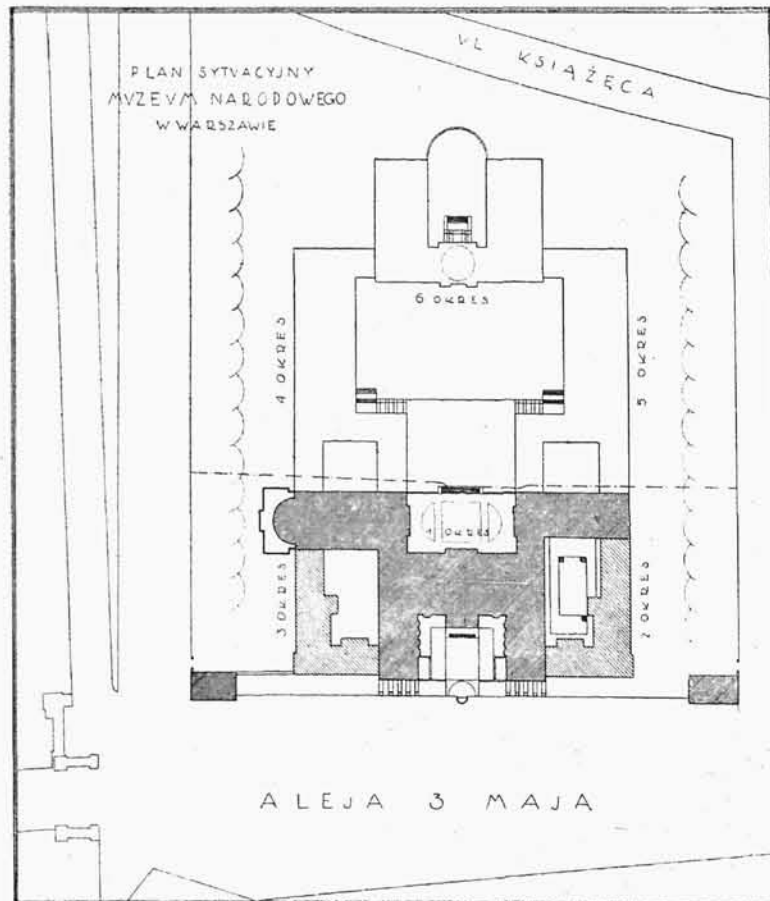 PLAN SYTVACYJNY
MVZEVM NARODOWEGO
W WARSZAWIE
VL KSIĄŻĘCA
6 OKRES
4 OKRES
5 OKRES
1 OKRES
3 OKRES
2 OKRES
ALEJA 3 MAJA